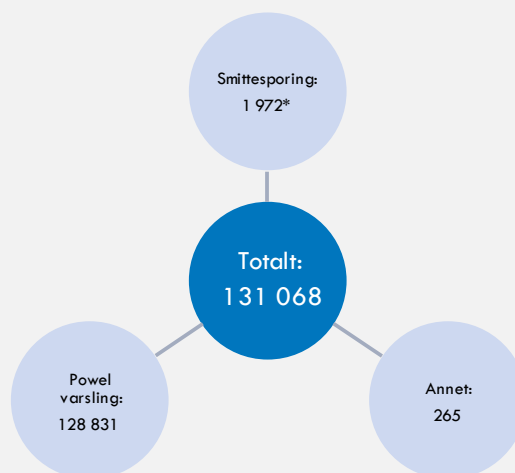 Smittesporing:
1 972*
Totalt:
131 068
Powel
varsling:
128 831
Annet:
265